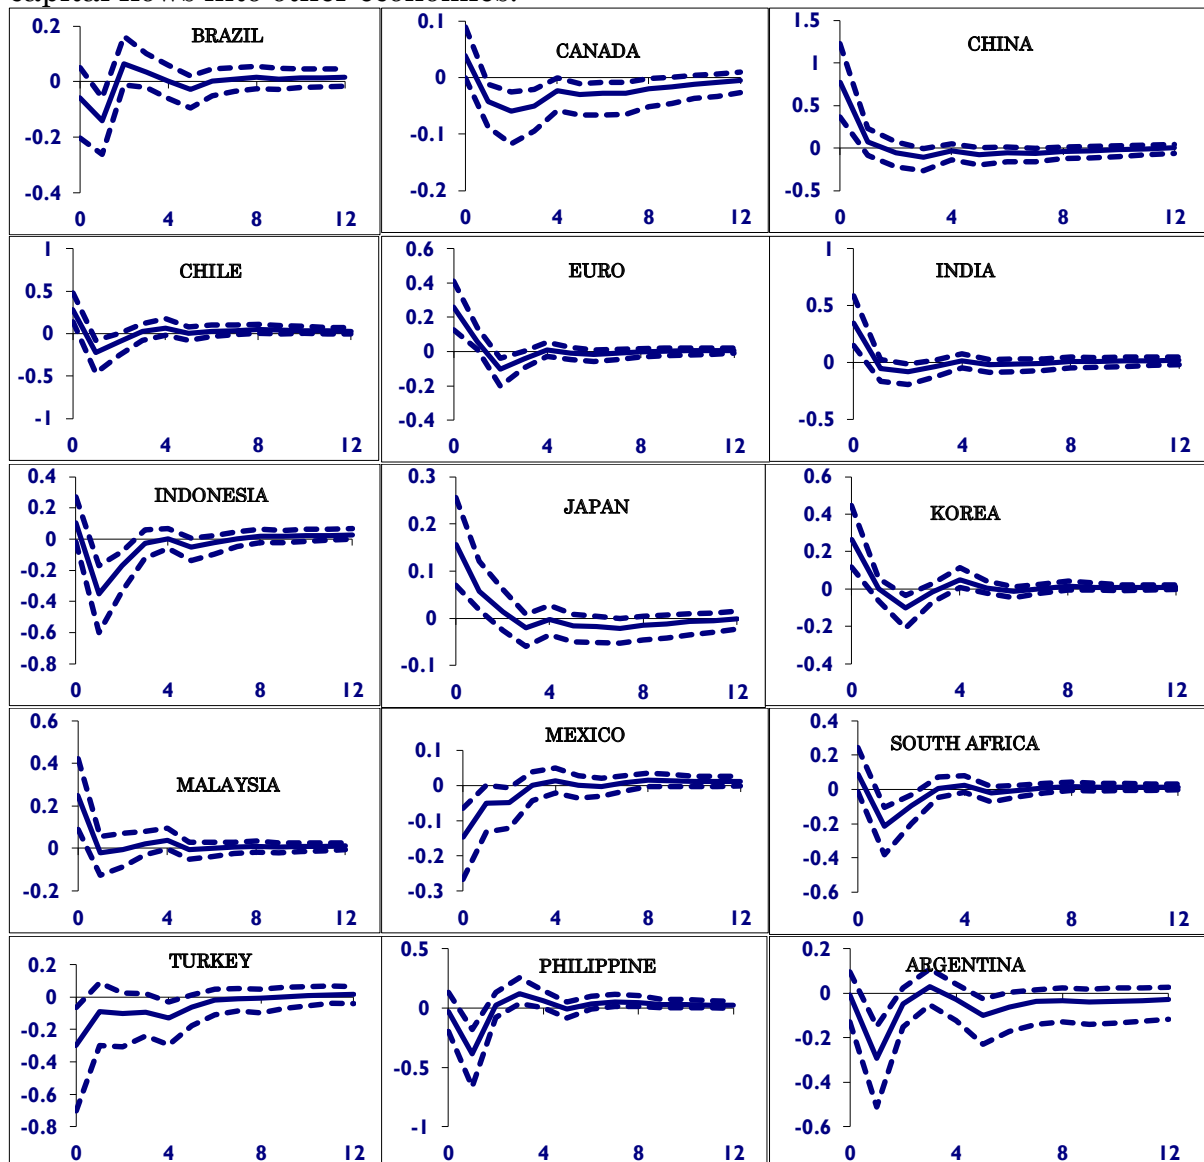 capital flows into other economies.
BRAZIL
0.2
0
-0.2
-0.4
0 4 8 12
CANADA
0.1
0
-0.1
-0.2
0 4 8 12
CHINA
1.5
1
0.5
0
-0.5
0 4 8 12
CHILE
1
0.5
0
-0.5
-1
0 4 8 12
EURO
0.6
0.4
0.2
0
-0.2
-0.4
0 4 8 12
INDIA
1
0.5
0
-0.5
0 4 8 12
INDONESIA
0.4
0.2
0
-0.2
-0.4
-0.6
-0.8
0 4 8 12
JAPAN
0.3
0.2
0.1
0
-0.1
0 4 8 12
KOREA
0.6
0.4
0.2
0
-0.2
-0.4
0 4 8 12
MALAYSIA
0.6
0.4
0.2
0
-0.2
0 4 8 12
MEXICO
0.1
0
-0.1
-0.2
-0.3
0 4 8 12
SOUTH AFRICA
0.4
0.2
0
-0.2
-0.4
-0.6
0 4 8 12
TURKEY
0.2
0
-0.2
-0.4
-0.6
-0.8
0 4 8 12
PHILIPPINE
0.5
0
-0.5
-1
0 4 8 12
ARGENTINA
0.2
0
-0.2
-0.4
-0.6
0 4 8 12